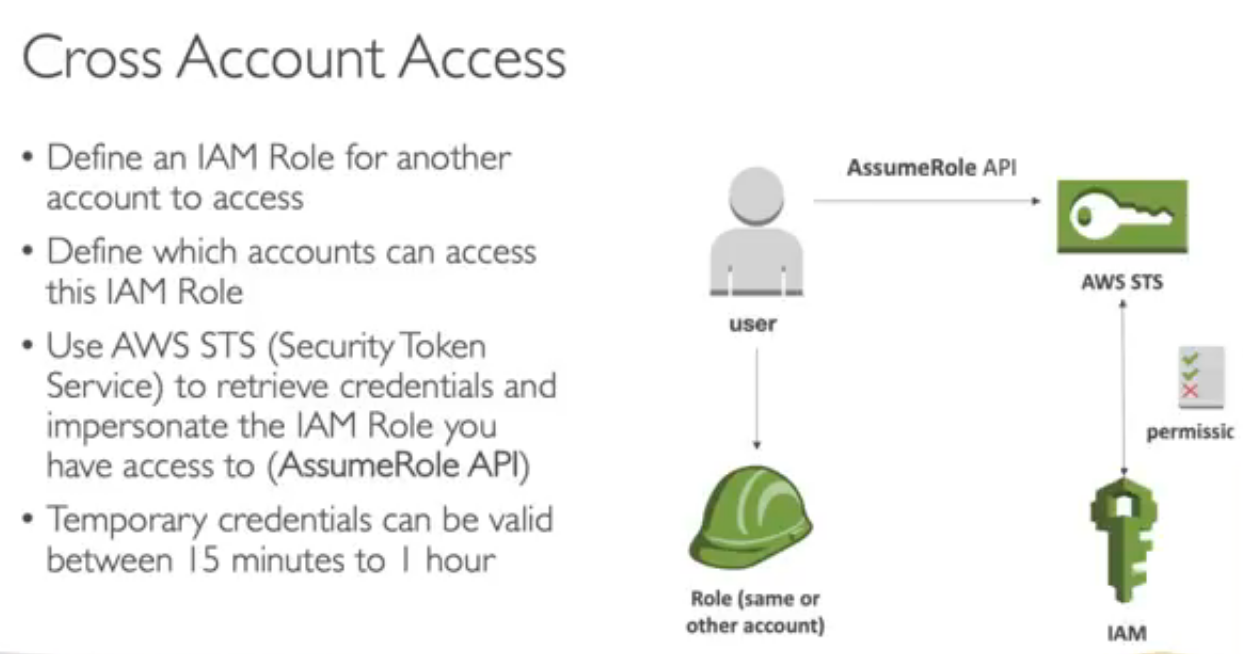 Cross Account Access
• Define an IAM Role for another
account to access
• Define which accounts can access
this IAM Role
• Use AWS STS (Security Token
Service) to retrieve credentials and
impersonate the IAM Role you
have access to (AssumeRole API)
• Temporary credentials can be valid
between 15 minutes to 1 hour
AssumeRole API
AWS STS
user
permissic
Role (same or
other account)
IAM